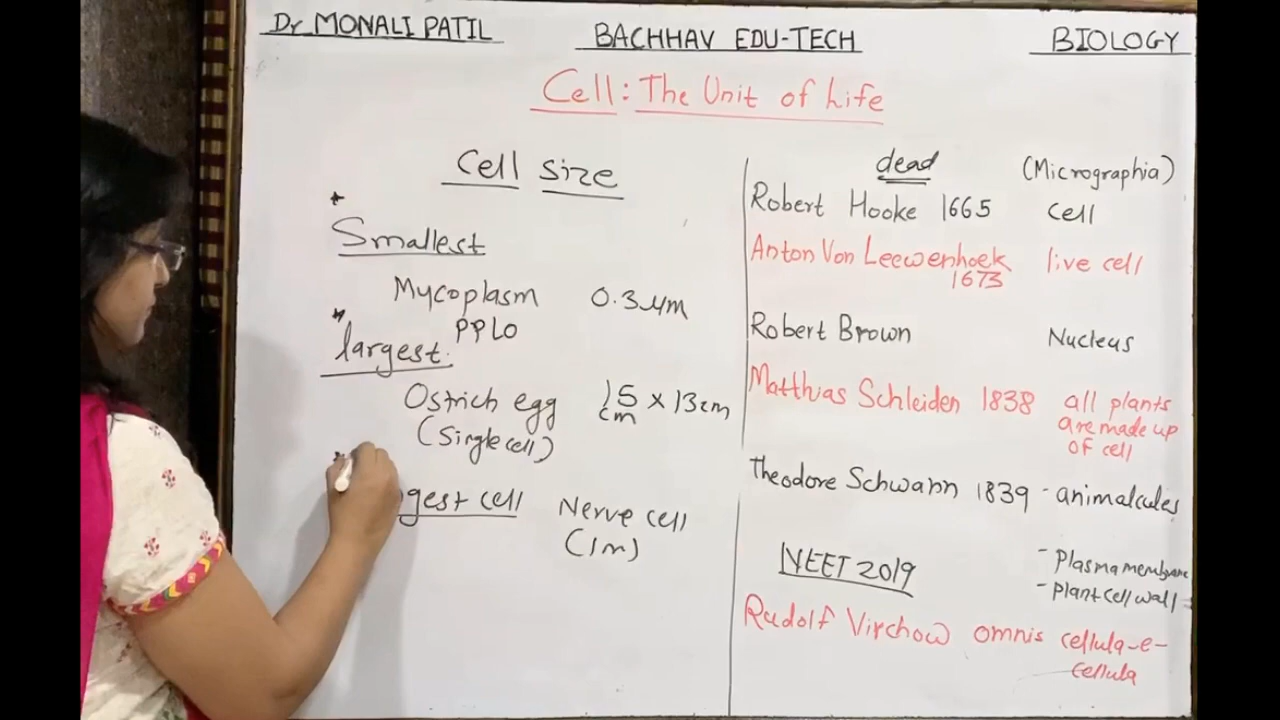 Dr MONALI PATIL
BACHHAV EDU-TECH
BIOLOGY
Cell: The Unit of Life
Cell size
Smallest
Mycoplasm 0.3 μm
PPLO
largest.
Ostrich egg 15 x 13cm
cm
(Single cell)
gest cell Nerve cell
(1m)
dead (Micrographia)
Robert Hooke 1665 Cell
Anton Von Leewenhoek live cell
1673
Robert Brown Nucleus
Matthias Schleiden 1838 all plants
are made up
of cell
Theodore Schwann 1839 - animalcules
NEET 2019
- Plasma membrane
- Plant cell wall
Rudolf Virchow omnis cellula-e-
cellula